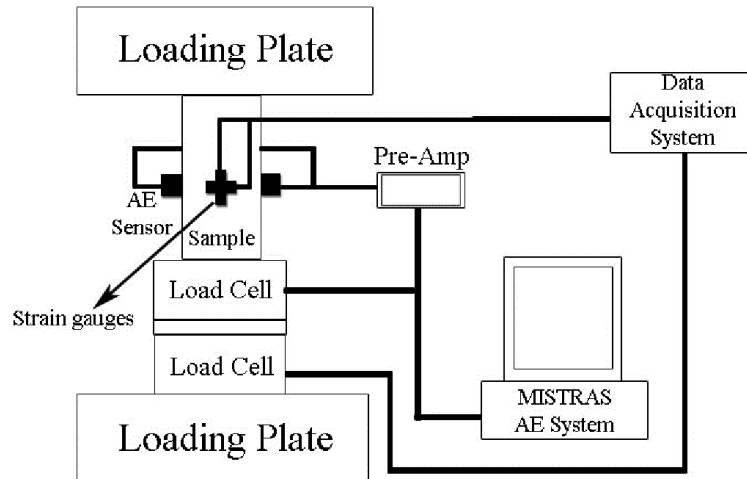 Loading Plate
Data
Acquisition
System
Pre-Amp
AE
Sensor
Sample
Load Cell
Strain gauges
Load Cell
MISTRAS
AE System
Loading Plate